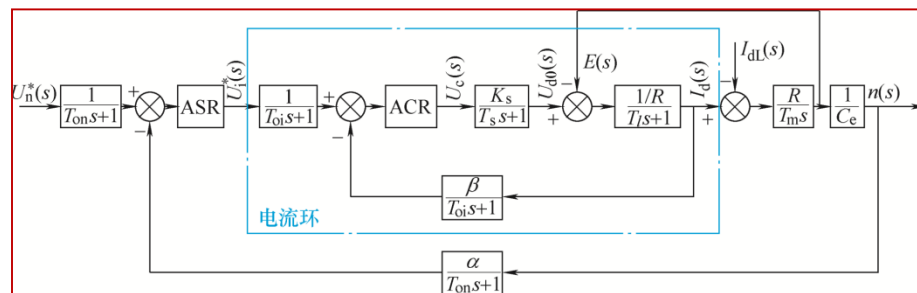 U*n(s)
1
Tons+1
+
−
ASR
U*i(s)
1
Tois+1
+
−
ACR
Uc(s)
Ks
Tss+1
Ud0(s)
+
−
E(s)
1/R
Tls+1
Id(s)
+
−
IdL(s)
R
Tms
1
Ce
n(s)
β
Tois+1
电流环
α
Tons+1